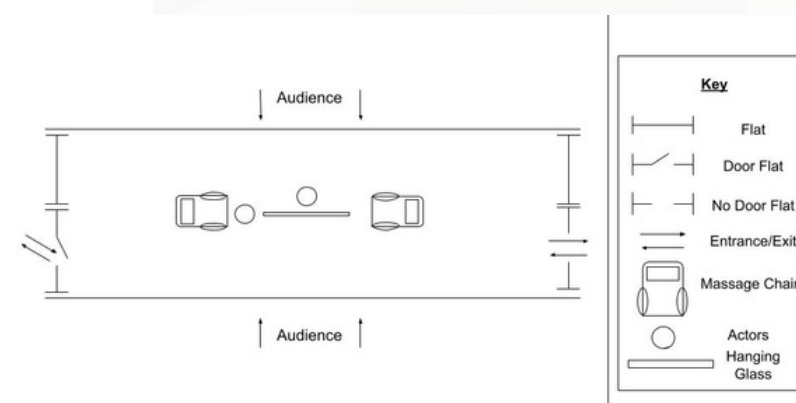 Audience
Audience
Key
Flat
Door Flat
No Door Flat
Entrance/Exit
Massage Chair
Actors
Hanging
Glass